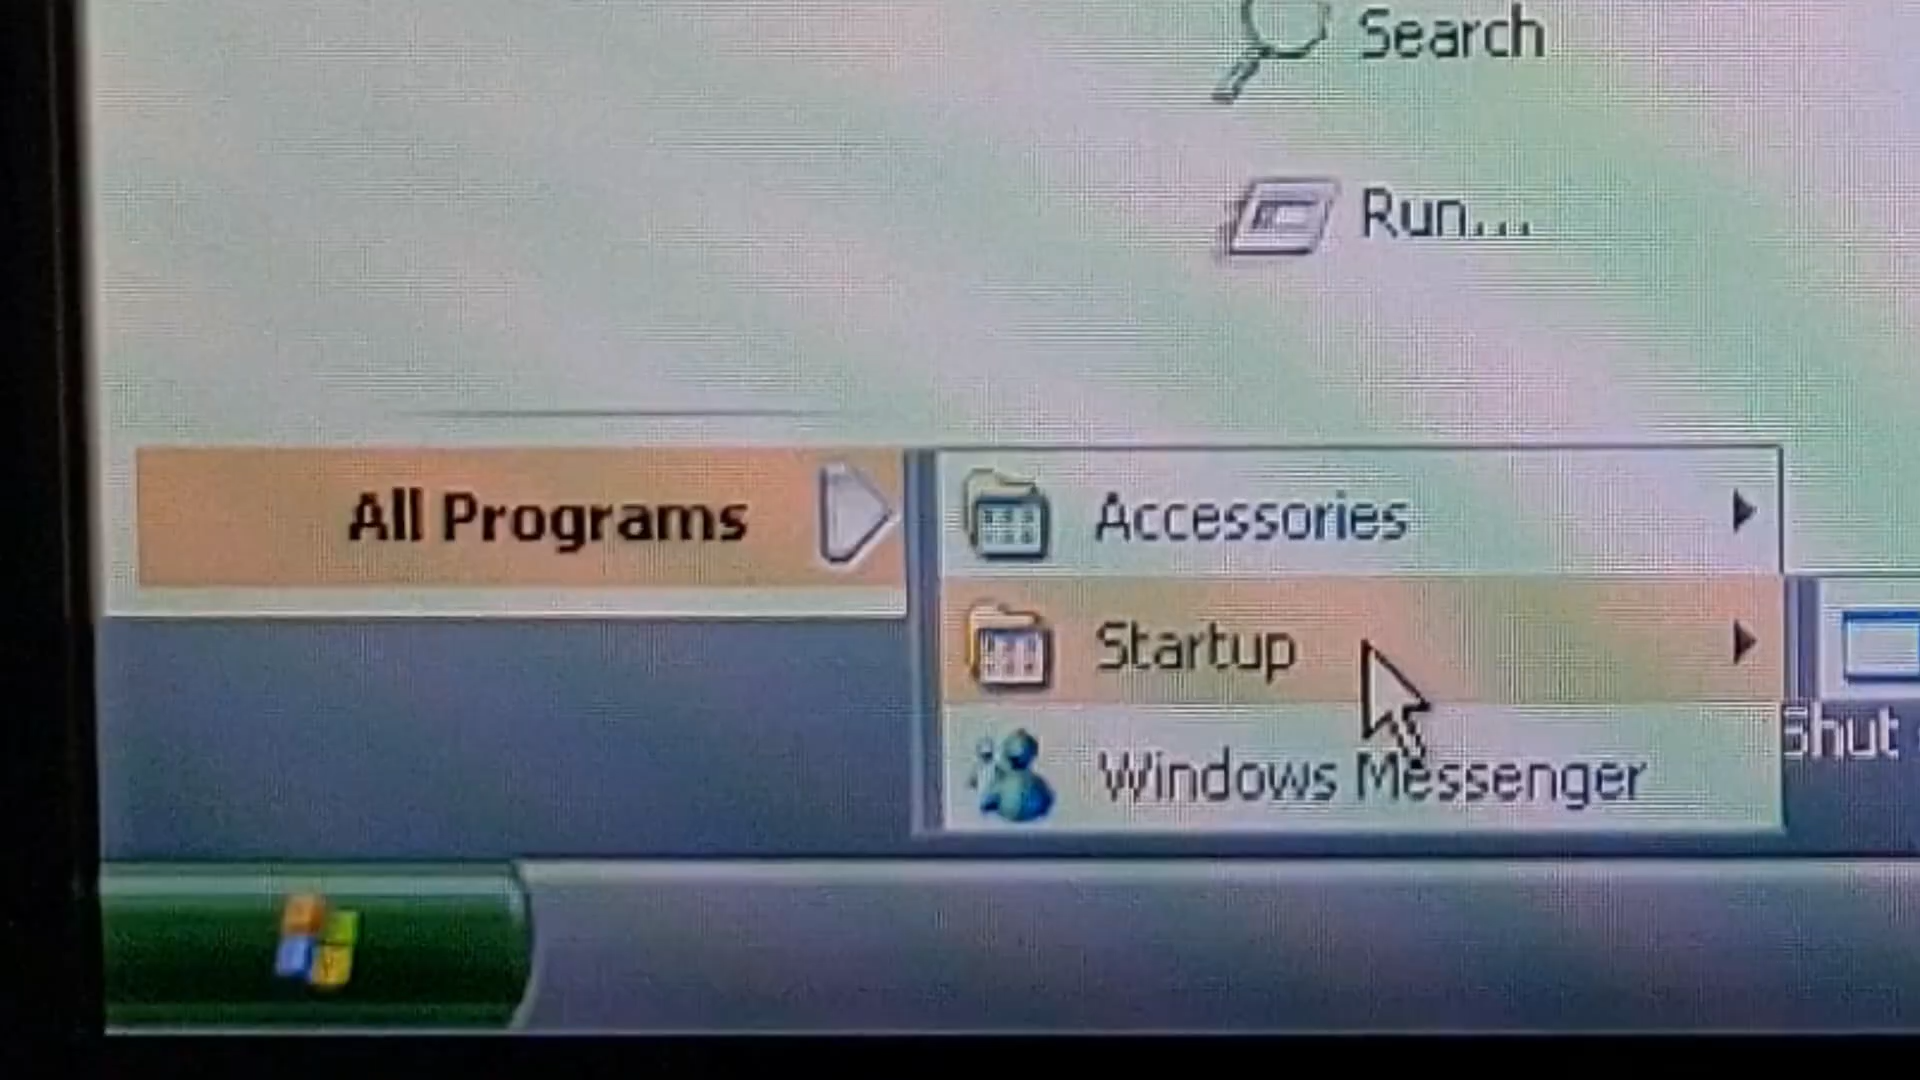 Search
Run...
All Programs
Accessories
Startup
Windows Messenger
Shut